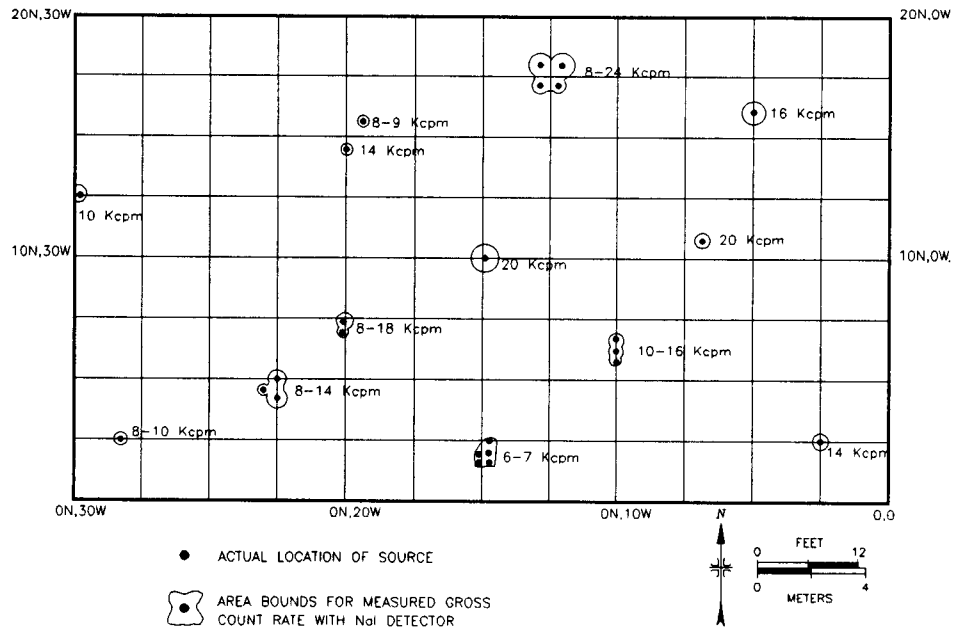 20N,30W
20N,0W
8-24 Kcpm
16 Kcpm
8-9 Kcpm
14 Kcpm
10 Kcpm
20 Kcpm
10N,30W
10N,0W.
20 Kcpm
8-18 Kcpm
10-16 Kcpm
8-14 Kcpm
8-10 Kcpm
6-7 Kcpm
14 Kcpm
0N,30W
0N,20W
0N,10W
0,0
N
ACTUAL LOCATION OF SOURCE
FEET
0 12
0 4
METERS
AREA BOUNDS FOR MEASURED GROSS
COUNT RATE WITH NaI DETECTOR